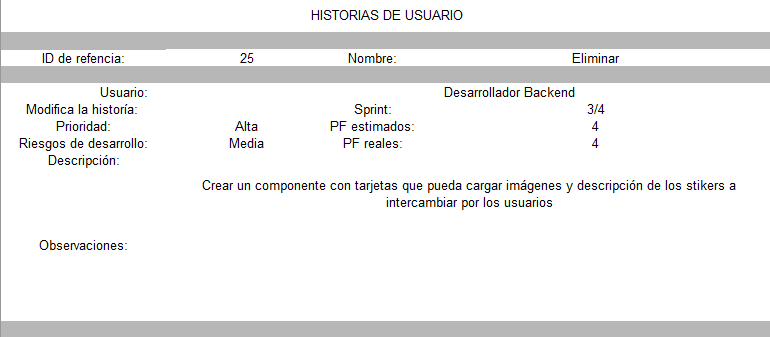 HISTORIAS DE USUARIO
ID de refencia: 25 Nombre: Eliminar
Usuario: Desarrollador Backend
Modifica la historía: Sprint: 3/4
Prioridad: Alta PF estimados: 4
Riesgos de desarrollo: Media PF reales: 4
Descripción:
Crear un componente con tarjetas que pueda cargar imágenes y descripción de los stikers a
intercambiar por los usuarios
Observaciones: